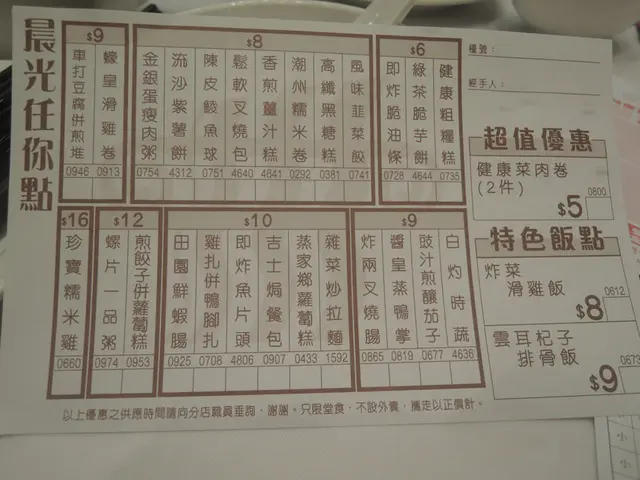 晨光任你點
$9
車打豆腐併煎堆
0946
蠔皇滑雞卷
0913
$8
金銀蛋瘦肉粥
0754
流沙紫薯餅
4312
陳皮鯪魚球
0751
鬆軟叉燒包
4640
香煎薑汁糕
4641
潮州糯米卷
0292
高纖黑糖糕
0381
風味韮菜餃
0741
$6
即炸脆油條
0728
綠茶脆芋餅
4644
健康粗糧糕
0735
檯號：
經手人：
超值優惠
健康菜肉卷
(2件)
0800
$5
$16
珍寶糯米雞
0660
$12
螺片一品粥
0974
煎餃子併蘿蔔糕
0953
$10
田園鮮蝦腸
0925
雞扎併鴨腳扎
0708
即炸魚片頭
4806
吉士焗餐包
0907
蒸家鄉蘿蔔糕
0433
雜菜炒拉麵
1592
$9
炸兩叉燒腸
0865
醬皇蒸鴨掌
0819
豉汁煎釀茄子
0677
白灼時蔬
4636
特色飯點
炸菜
滑雞飯
0612
$8
雲耳杞子
排骨飯
0673
$9
以上優惠之供應時間請向分店職員垂詢，謝謝。只限堂食，不設外賣，攜走以正價計。